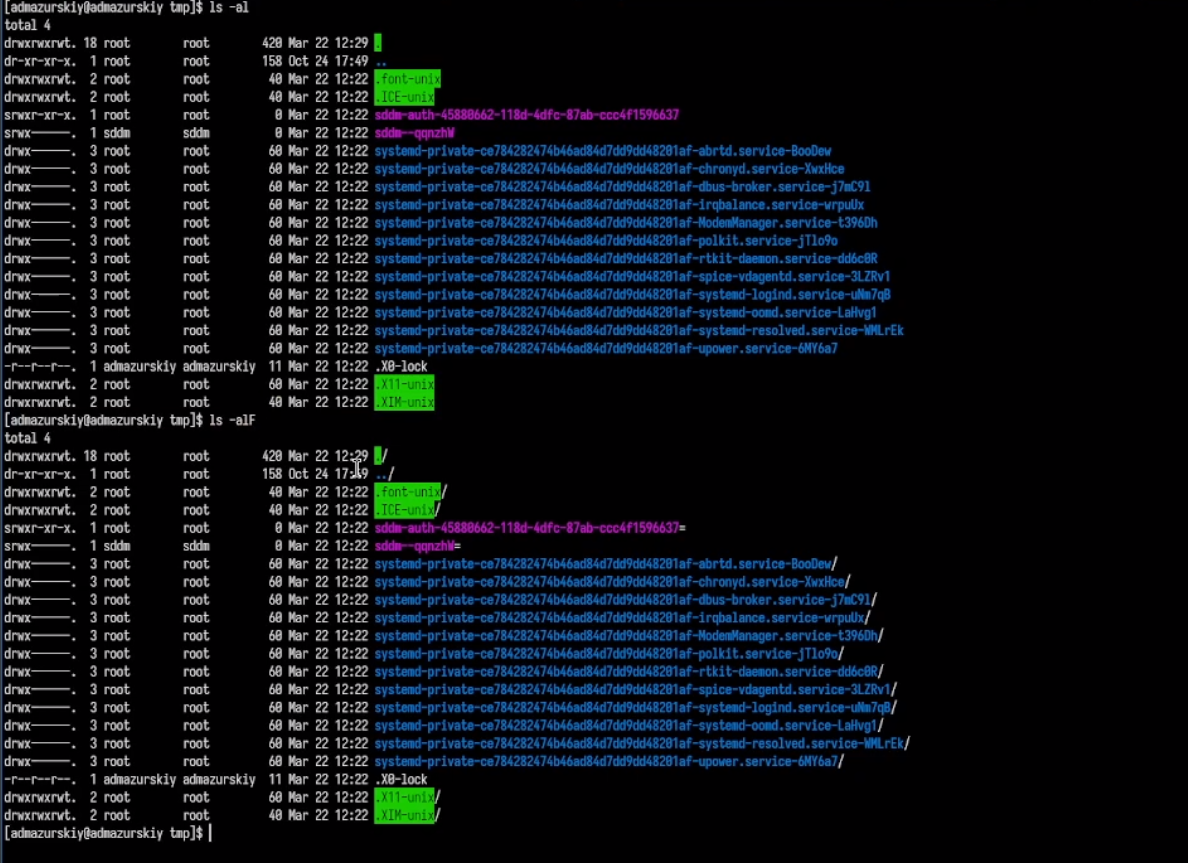 [admazurskiy@admazurskiy tmp]$ ls -al
total 4
drwxrwxrwt. 18 root        root        420 Mar 22 12:29 .
dr-xr-xr-x.  1 root        root        158 Oct 24 17:49 ..
drwxrwxrwt.  2 root        root         40 Mar 22 12:22 .font-unix
drwxrwxrwt.  2 root        root         40 Mar 22 12:22 .ICE-unix
srwxr-xr-x.  1 root        root          0 Mar 22 12:22 sddm-auth-45880662-118d-4dfc-87ab-ccc4f1596637
srwx------.  1 sddm        sddm          0 Mar 22 12:22 sddm--qqnzhW
drwx------.  3 root        root         60 Mar 22 12:22 systemd-private-ce784282474b46ad84d7dd9dd48201af-abrtd.service-BooDew
drwx------.  3 root        root         60 Mar 22 12:22 systemd-private-ce784282474b46ad84d7dd9dd48201af-chronyd.service-XwxHce
drwx------.  3 root        root         60 Mar 22 12:22 systemd-private-ce784282474b46ad84d7dd9dd48201af-dbus-broker.service-j7mC9l
drwx------.  3 root        root         60 Mar 22 12:22 systemd-private-ce784282474b46ad84d7dd9dd48201af-irqbalance.service-wrpuUx
drwx------.  3 root        root         60 Mar 22 12:22 systemd-private-ce784282474b46ad84d7dd9dd48201af-ModemManager.service-t396Dh
drwx------.  3 root        root         60 Mar 22 12:22 systemd-private-ce784282474b46ad84d7dd9dd48201af-polkit.service-jTlo9o
drwx------.  3 root        root         60 Mar 22 12:22 systemd-private-ce784282474b46ad84d7dd9dd48201af-rtkit-daemon.service-dd6c0R
drwx------.  3 root        root         60 Mar 22 12:22 systemd-private-ce784282474b46ad84d7dd9dd48201af-spice-vdagentd.service-3LZRv1
drwx------.  3 root        root         60 Mar 22 12:22 systemd-private-ce784282474b46ad84d7dd9dd48201af-systemd-logind.service-uNm7qB
drwx------.  3 root        root         60 Mar 22 12:22 systemd-private-ce784282474b46ad84d7dd9dd48201af-systemd-oomd.service-LaHvg1
drwx------.  3 root        root         60 Mar 22 12:22 systemd-private-ce784282474b46ad84d7dd9dd48201af-systemd-resolved.service-WMLrEk
drwx------.  3 root        root         60 Mar 22 12:22 systemd-private-ce784282474b46ad84d7dd9dd48201af-upower.service-6MY6a7
-r--r--r--.  1 admazurskiy admazurskiy  11 Mar 22 12:22 .X0-lock
drwxrwxrwt.  2 root        root         60 Mar 22 12:22 .X11-unix
drwxrwxrwt.  2 root        root         40 Mar 22 12:22 .XIM-unix
[admazurskiy@admazurskiy tmp]$ ls -alF
total 4
drwxrwxrwt. 18 root        root        420 Mar 22 12:29 ./
dr-xr-xr-x.  1 root        root        158 Oct 24 17:49 ../
drwxrwxrwt.  2 root        root         40 Mar 22 12:22 .font-unix/
drwxrwxrwt.  2 root        root         40 Mar 22 12:22 .ICE-unix/
srwxr-xr-x.  1 root        root          0 Mar 22 12:22 sddm-auth-45880662-118d-4dfc-87ab-ccc4f1596637=
srwx------.  1 sddm        sddm          0 Mar 22 12:22 sddm--qqnzhW=
drwx------.  3 root        root         60 Mar 22 12:22 systemd-private-ce784282474b46ad84d7dd9dd48201af-abrtd.service-BooDew/
drwx------.  3 root        root         60 Mar 22 12:22 systemd-private-ce784282474b46ad84d7dd9dd48201af-chronyd.service-XwxHce/
drwx------.  3 root        root         60 Mar 22 12:22 systemd-private-ce784282474b46ad84d7dd9dd48201af-dbus-broker.service-j7mC9l/
drwx------.  3 root        root         60 Mar 22 12:22 systemd-private-ce784282474b46ad84d7dd9dd48201af-irqbalance.service-wrpuUx/
drwx------.  3 root        root         60 Mar 22 12:22 systemd-private-ce784282474b46ad84d7dd9dd48201af-ModemManager.service-t396Dh/
drwx------.  3 root        root         60 Mar 22 12:22 systemd-private-ce784282474b46ad84d7dd9dd48201af-polkit.service-jTlo9o/
drwx------.  3 root        root         60 Mar 22 12:22 systemd-private-ce784282474b46ad84d7dd9dd48201af-rtkit-daemon.service-dd6c0R/
drwx------.  3 root        root         60 Mar 22 12:22 systemd-private-ce784282474b46ad84d7dd9dd48201af-spice-vdagentd.service-3LZRv1/
drwx------.  3 root        root         60 Mar 22 12:22 systemd-private-ce784282474b46ad84d7dd9dd48201af-systemd-logind.service-uNm7qB/
drwx------.  3 root        root         60 Mar 22 12:22 systemd-private-ce784282474b46ad84d7dd9dd48201af-systemd-oomd.service-LaHvg1/
drwx------.  3 root        root         60 Mar 22 12:22 systemd-private-ce784282474b46ad84d7dd9dd48201af-systemd-resolved.service-WMLrEk/
drwx------.  3 root        root         60 Mar 22 12:22 systemd-private-ce784282474b46ad84d7dd9dd48201af-upower.service-6MY6a7/
-r--r--r--.  1 admazurskiy admazurskiy  11 Mar 22 12:22 .X0-lock
drwxrwxrwt.  2 root        root         60 Mar 22 12:22 .X11-unix/
drwxrwxrwt.  2 root        root         40 Mar 22 12:22 .XIM-unix/
[admazurskiy@admazurskiy tmp]$